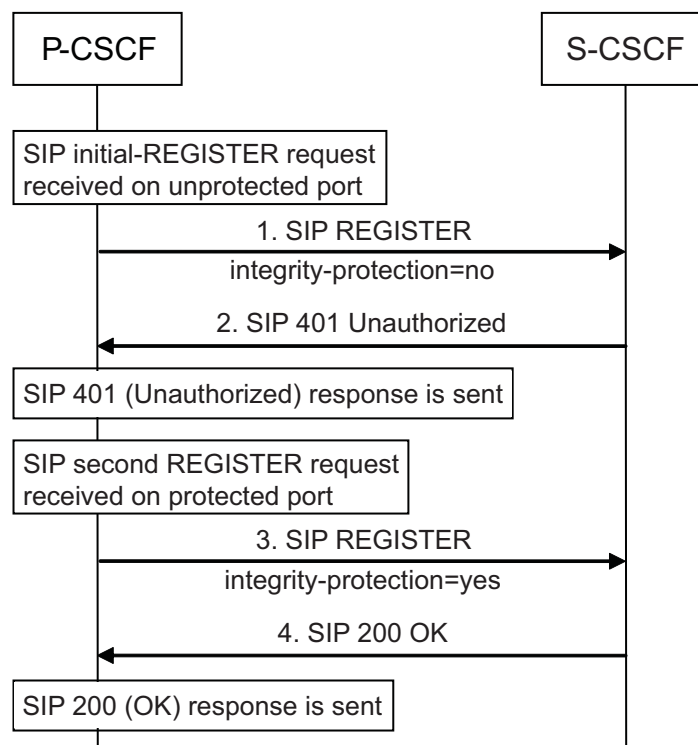 P-CSCF
S-CSCF
SIP initial-REGISTER request
received on unprotected port
1. SIP REGISTER
integrity-protection=no
2. SIP 401 Unauthorized
SIP 401 (Unauthorized) response is sent
SIP second REGISTER request
received on protected port
3. SIP REGISTER
integrity-protection=yes
4. SIP 200 OK
SIP 200 (OK) response is sent